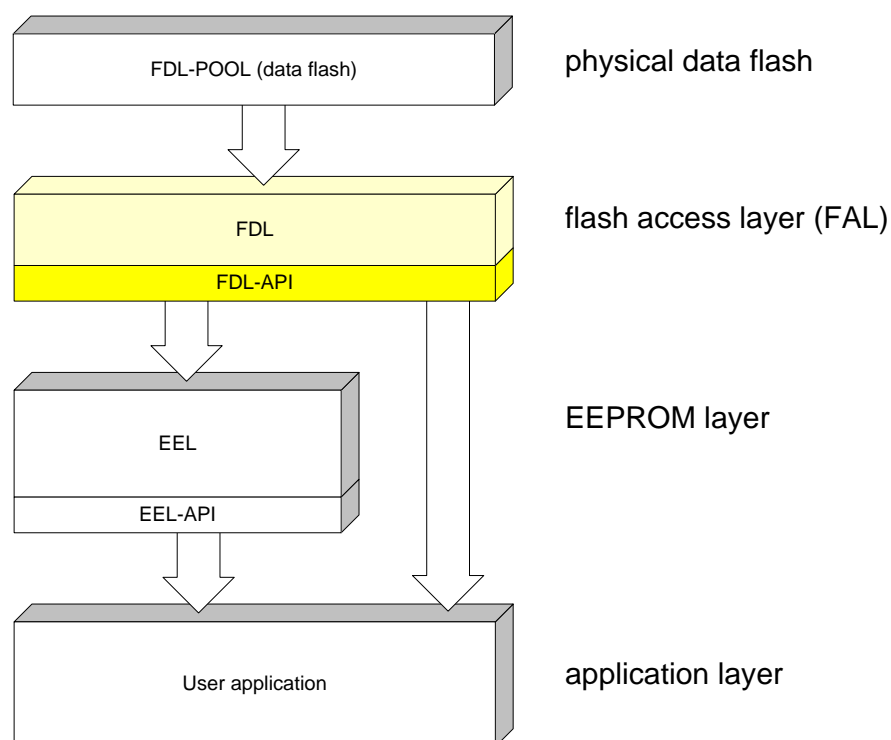 FDL-POOL (data flash)
physical data flash
FDL
flash access layer (FAL)
FDL-API
EEL
EEPROM layer
EEL-API
User application
application layer